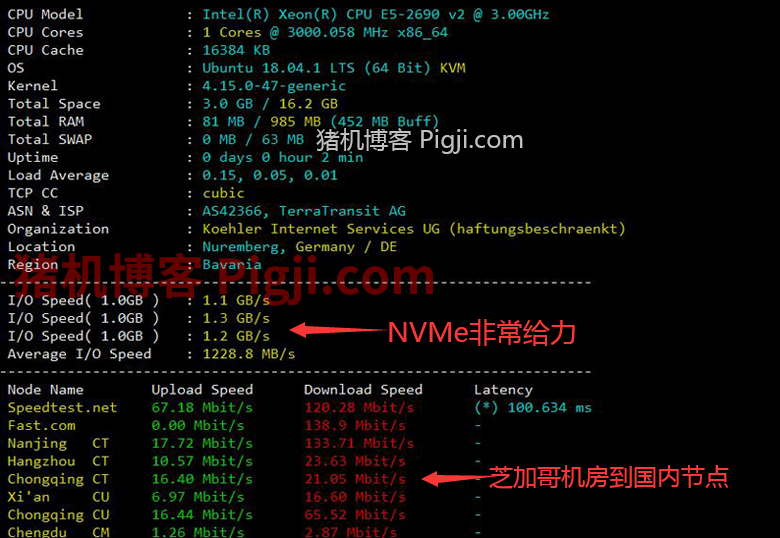 CPU Model : Intel(R) Xeon(R) CPU E5-2690 v2 @ 3.00GHz
CPU Cores : 1 Cores @ 3000.058 MHz x86_64
CPU Cache : 16384 KB
OS : Ubuntu 18.04.1 LTS (64 Bit) KVM
Kernel : 4.15.0-47-generic
Total Space : 3.0 GB / 16.2 GB
Total RAM : 81 MB / 985 MB (452 MB Buff)
Total SWAP : 0 MB / 63 MB
猪机博客 Pigji.com
Uptime : 0 days 0 hour 2 min
Load Average : 0.15, 0.05, 0.01
TCP CC : cubic
ASN & ISP : AS42366, TerraTransit AG
Organization : Koehler Internet Services UG (haftungsbeschraenkt)
Location : Nuremberg, Germany / DE
Region : Bavaria
猪机博客 Pigji.com
I/O Speed( 1.0GB ) : 1.1 GB/s
I/O Speed( 1.0GB ) : 1.3 GB/s
I/O Speed( 1.0GB ) : 1.2 GB/s
NVMe非常给力
Average I/O Speed : 1228.8 MB/s
Node Name Upload Speed Download Speed Latency
Speedtest.net 67.18 Mbit/s 120.28 Mbit/s (*) 100.634 ms
Fast.com 0.00 Mbit/s 138.9 Mbit/s -
Nanjing CT 17.72 Mbit/s 133.71 Mbit/s -
Hangzhou CT 10.57 Mbit/s 23.63 Mbit/s -
Chongqing CT 16.40 Mbit/s 21.05 Mbit/s -
芝加哥机房到国内节点
Xi'an CU 6.97 Mbit/s 16.60 Mbit/s -
Chongqing CU 16.44 Mbit/s 65.52 Mbit/s -
Chengdu CM 1.26 Mbit/s 2.87 Mbit/s -